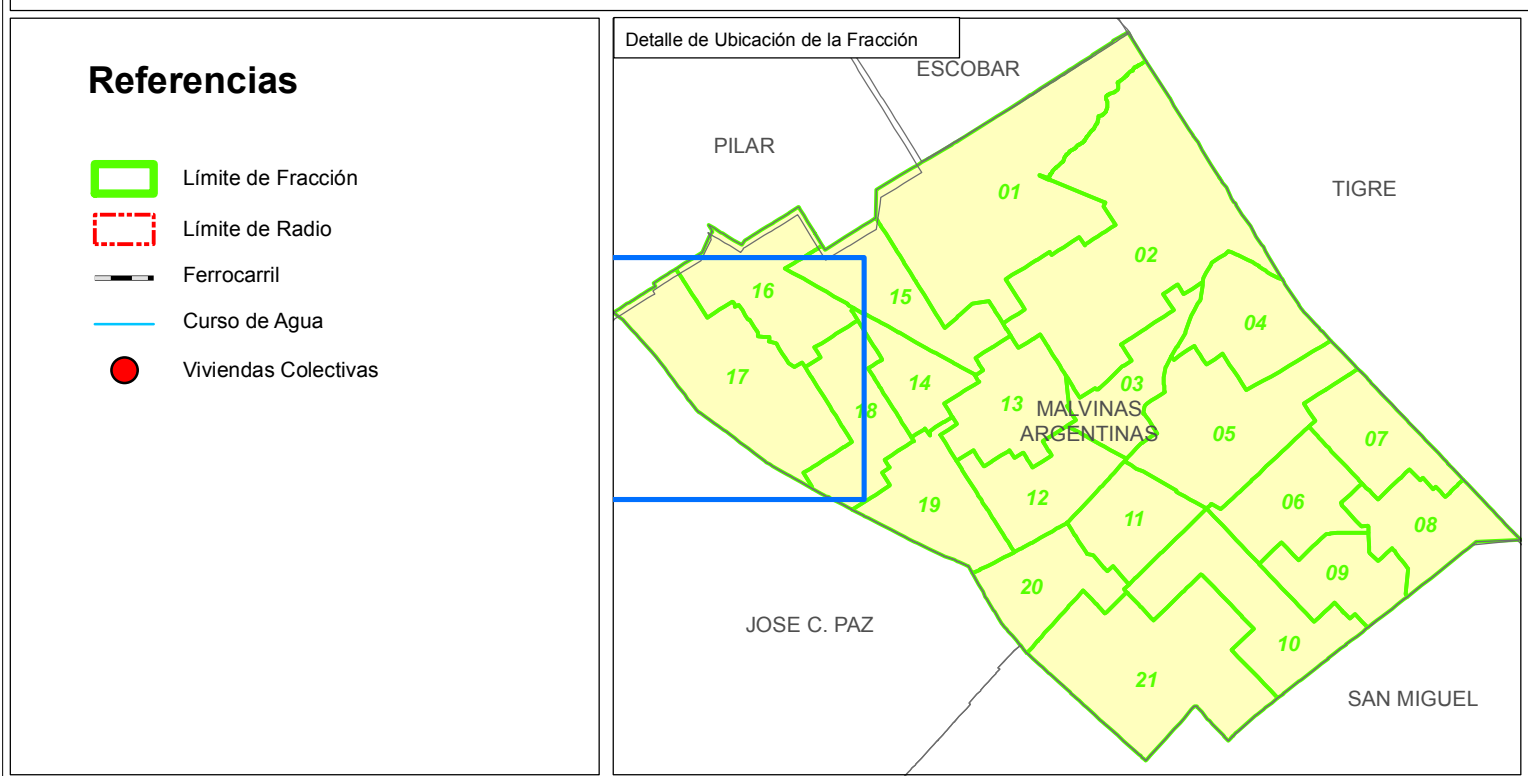 Referencias
Límite de Fracción
Límite de Radio
Ferrocarril
Curso de Agua
Viviendas Colectivas
Detalle de Ubicación de la Fracción
ESCOBAR
PILAR
TIGRE
01
02
16
15
04
17
14
03
13
18
MALVINAS
ARGENTINAS
05
07
12
19
06
11
08
09
20
JOSE C. PAZ
10
21
SAN MIGUEL